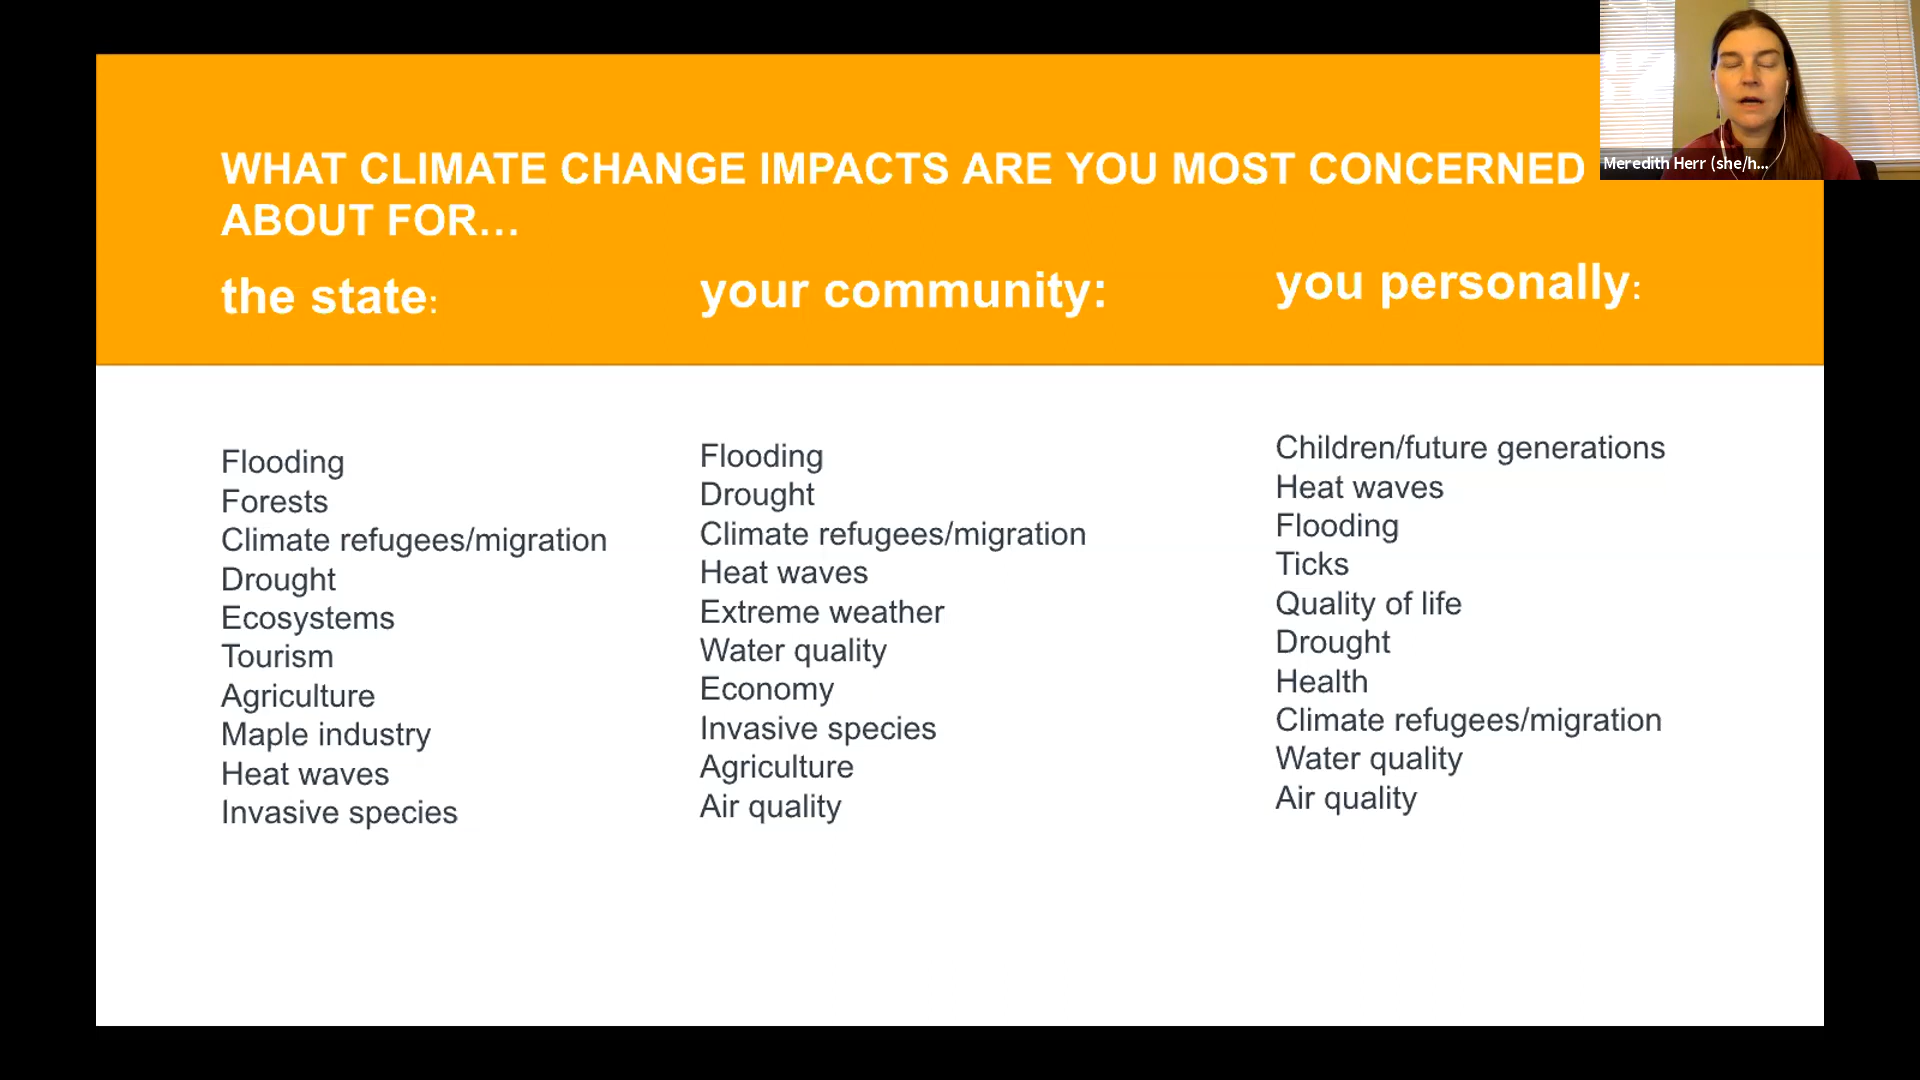 WHAT CLIMATE CHANGE IMPACTS ARE YOU MOST CONCERNED
ABOUT FOR...
the state:
Flooding
Forests
Climate refugees/migration
Drought
Ecosystems
Tourism
Agriculture
Maple industry
Heat waves
Invasive species
your community:
Flooding
Drought
Climate refugees/migration
Heat waves
Extreme weather
Water quality
Economy
Invasive species
Agriculture
Air quality
you personally:
Children/future generations
Heat waves
Flooding
Ticks
Quality of life
Drought
Health
Climate refugees/migration
Water quality
Air quality
Meredith Herr (she/h...